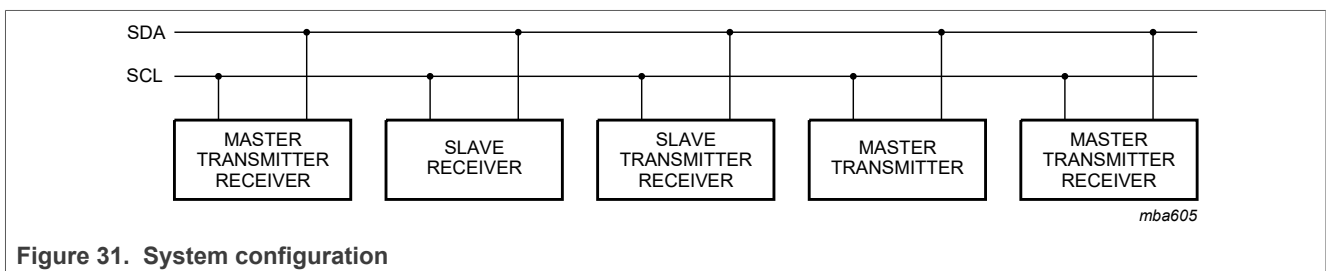 SDA
SCL
MASTER
TRANSMITTER
RECEIVER
SLAVE
RECEIVER
SLAVE
TRANSMITTER
RECEIVER
MASTER
TRANSMITTER
MASTER
TRANSMITTER
RECEIVER
mba605
Figure 31. System configuration